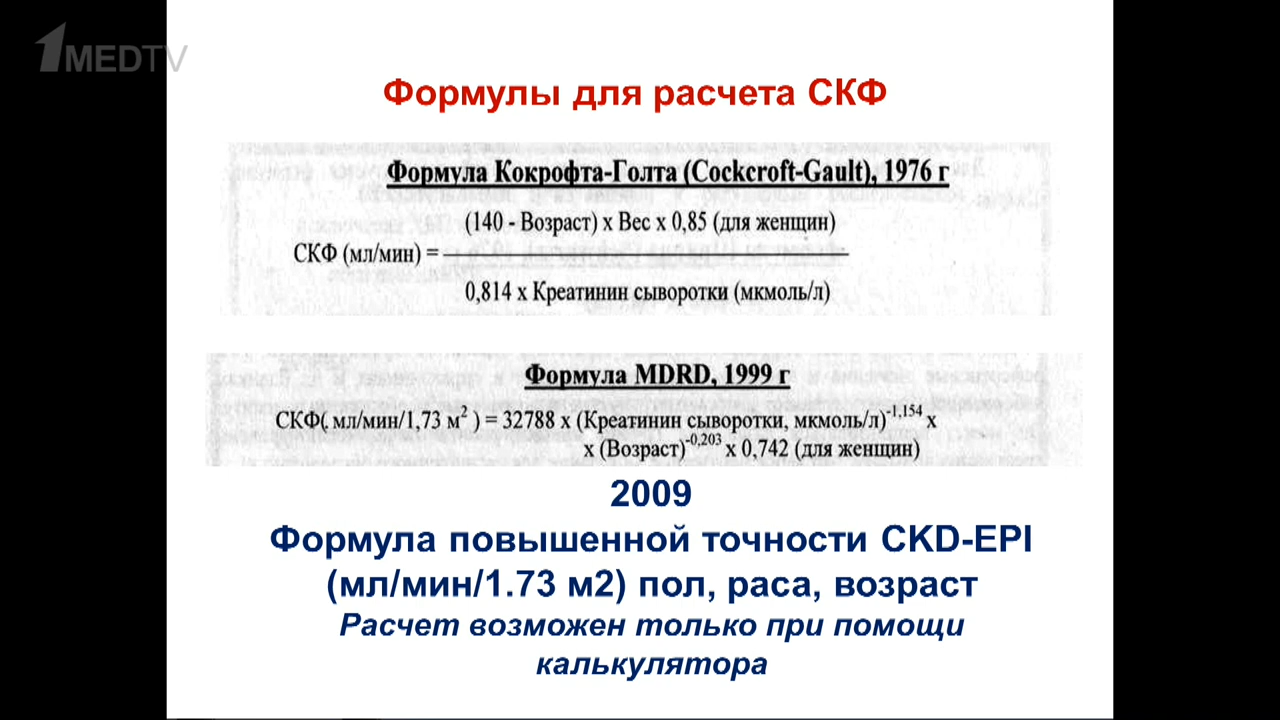 1MEDTV
Формулы для расчета СКФ
Формула Кокрофта-Голта (Cockcroft-Gault), 1976 г
(140 - Возраст) х Вес х 0,85 (для женщин)
СКФ (мл/мин) =
0,814 х Креатинин сыворотки (мкмоль/л)
Формула MDRD, 1999 г
СКФ(, мл/мин/1,73 м² ) = 32788 х (Креатинин сыворотки, мкмоль/л)⁻¹,¹⁵⁴ х
х (Возраст)⁻⁰,²⁰³ х 0,742 (для женщин)
2009
Формула повышенной точности CKD-EPI
(мл/мин/1.73 м2) пол, раса, возраст
Расчет возможен только при помощи
калькулятора